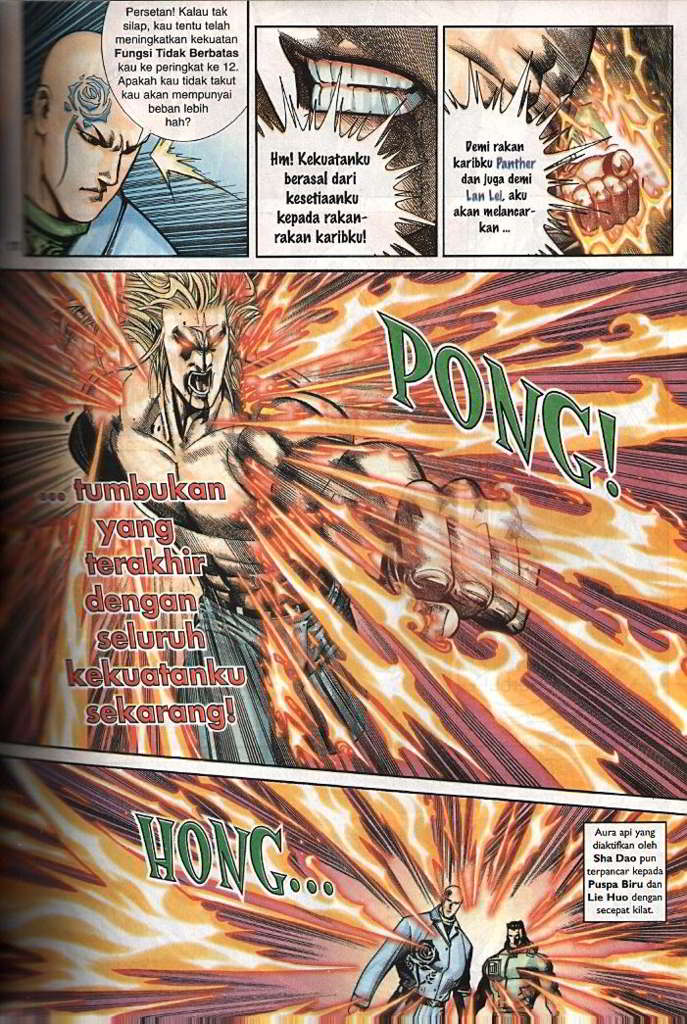 Persetan! Kalau tak
silap, kau tentu telah
meningkatkan kekuatan
Fungsi Tidak Berbatas
kau ke peringkat ke 12.
Apakah kau tidak takut
kau akan mempunyai
beban lebih
hah?
Hm! Kekuatanku
berasal dari
kesetiaanku
kepada rakan-
rakan karibku!
Demi rakan
karibku Panther
dan juga demi
Lan Lei, aku
akan melancar-
kan ...
PONG!
... tumbukan
yang
terakhir
dengan
seluruh
kekuatanku
sekarang!
HONG...
Aura api yang
diaktifkan oleh
Sha Dao pun
terpancar kepada
Puspa Biru dan
Lie Huo dengan
secepat kilat.